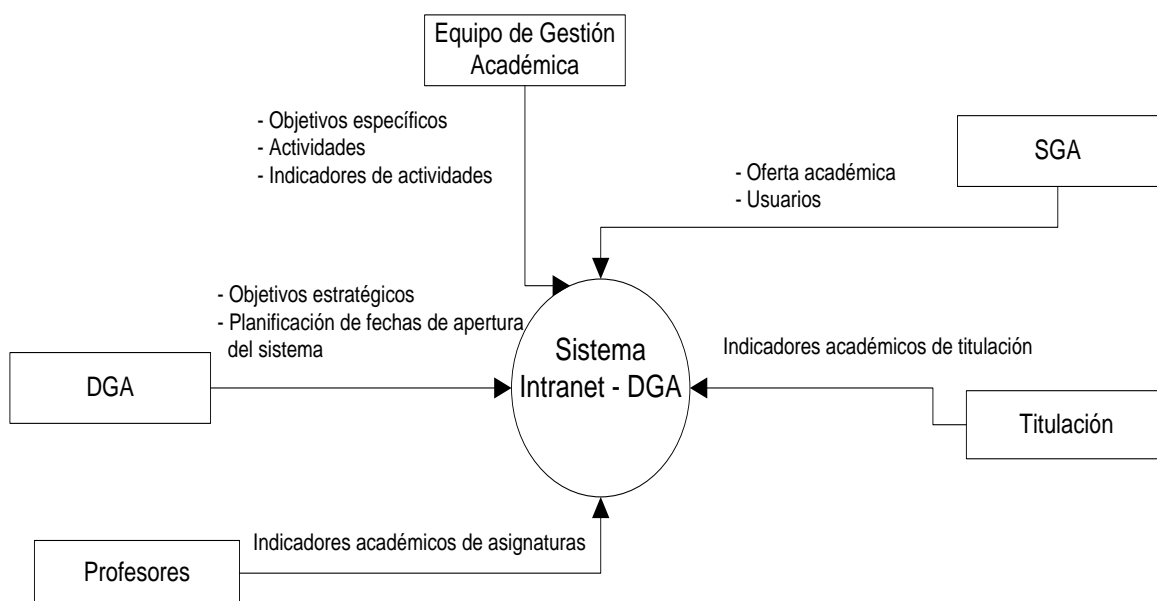 Equipo de Gestión
Académica
- Objetivos específicos
- Actividades
- Indicadores de actividades
SGA
- Oferta académica
- Usuarios
- Objetivos estratégicos
- Planificación de fechas de apertura
del sistema
DGA
Sistema
Intranet - DGA
Indicadores académicos de titulación
Titulación
Indicadores académicos de asignaturas
Profesores